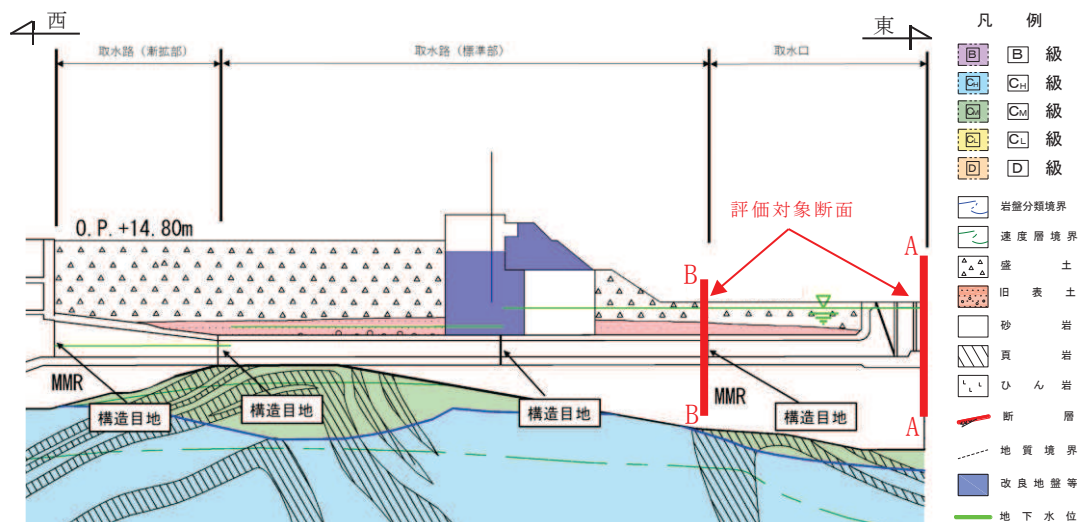 西
東
取水路（漸拡部）
取水路（標準部）
取水口
O.P.+14.80m
評価対象断面
A
B
MMR
MMR
B
A
構造目地
構造目地
構造目地
構造目地
凡 例
B B 級
CH CH 級
CM CM 級
CL CL 級
D D 級
岩盤分類境界
速度層境界
盛土
旧表土
砂岩
頁岩
ひん岩
断層
地質境界
改良地盤等
地下水位